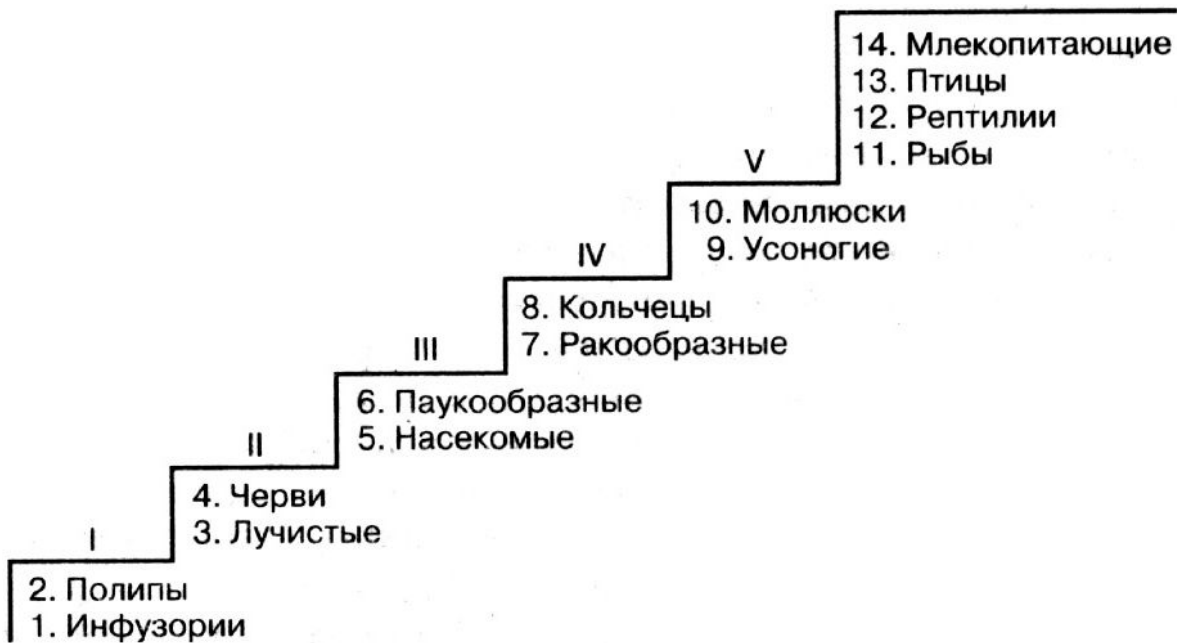 14. Млекопитающие
13. Птицы
12. Рептилии
11. Рыбы
V
10. Моллюски
9. Усоногие
IV
8. Кольчецы
7. Ракообразные
III
6. Паукообразные
5. Насекомые
II
4. Черви
3. Лучистые
I
2. Полипы
1. Инфузории